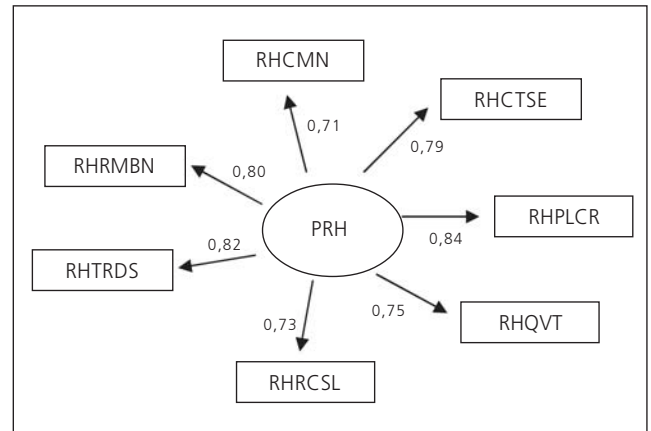 RHCMN
RHCTSE
0,71
0,79
RHRMBN
0,80
PRH
RHPLCR
0,84
0,82
RHTRDS
0,73
0,75
RHQVT
RHRCSL